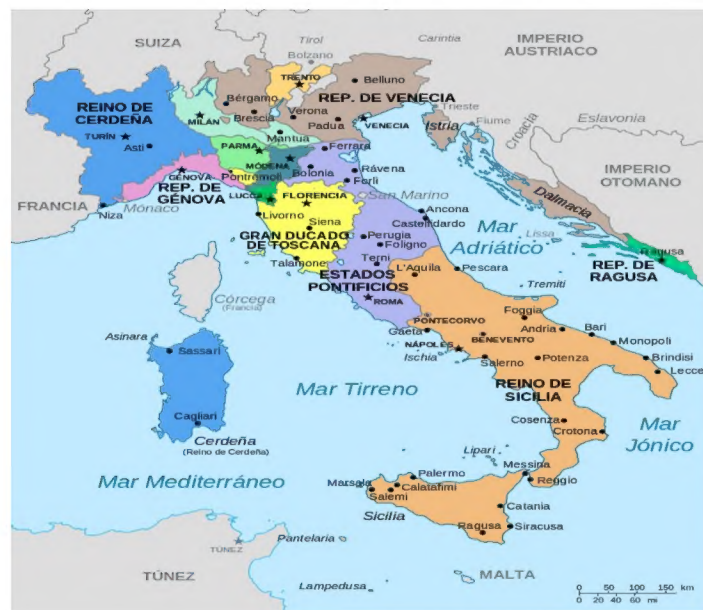 SUIZA
Tirol
Bolzano
Carintia
IMPERIO
AUSTRIACO
TRENTO
Belluno
Bérgamo
REP. DE VENECIA
REINO DE
CERDEÑA
MILÁN
Brescia
Verona
Padua
VENECIA
Trieste
Fiume
Istria
Croacia
Eslavonia
TURÍN
Asti
Mantua
PARMA
Ferrara
MÓDENA
GÉNOVA
Pontrémoli
Bolonia
Rávena
Forli
IMPERIO
OTOMANO
REP. DE
GÉNOVA
LUCCA
FLORENCIA
San Marino
Dalmacia
FRANCIA
Mónaco
Niza
Livorno
Siena
Ancona
Castelfidardo
Mar
Adriático
Lissa
Ragusa
GRAN DUCADO
DE TOSCANA
Perugia
Foligno
Talamone
Terni
L'Aquila
Pescara
REP. DE
RAGUSA
ESTADOS
PONTIFICIOS
ROMA
Tremiti
Córcega
(Francia)
PONTECORVO
Foggia
Gaeta
BENEVENTO
Andria
Bari
Monopoli
Asinara
Sassari
NÁPOLES
Ischia
Salerno
Potenza
Brindisi
Lecce
REINO DE
SICILIA
Mar Tirreno
Cagliari
Cerdeña
(Reino de Cerdeña)
Cosenza
Crotona
Mar
Jónico
Lipari
Messina
Reggio
Mar Mediterráneo
Palermo
Marsala
Calatafimi
Salemi
Sicilia
Catania
Ragusa
Siracusa
TÚNEZ
Pantelaria
TÚNEZ
Lampedusa
MALTA
0 50 100 150 km
0 20 40 60 mi